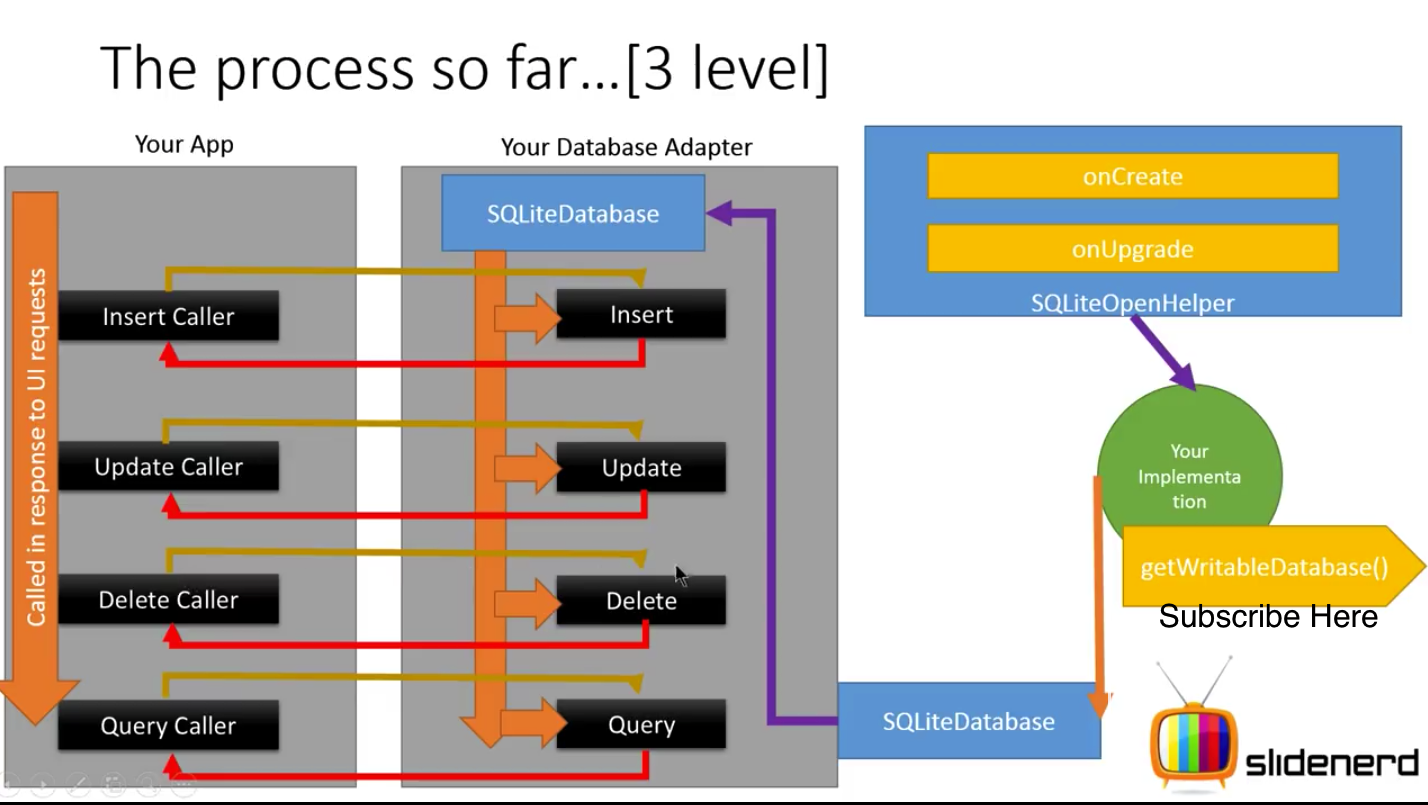 The process so far...[3 level]
Your App
Your Database Adapter
Called in response to UI requests
Insert Caller
Update Caller
Delete Caller
Query Caller
SQLiteDatabase
Insert
Update
Delete
Query
onCreate
onUpgrade
SQLiteOpenHelper
Your
Implementa
tion
getWritableDatabase()
Subscribe Here
SQLiteDatabase
slidenerd